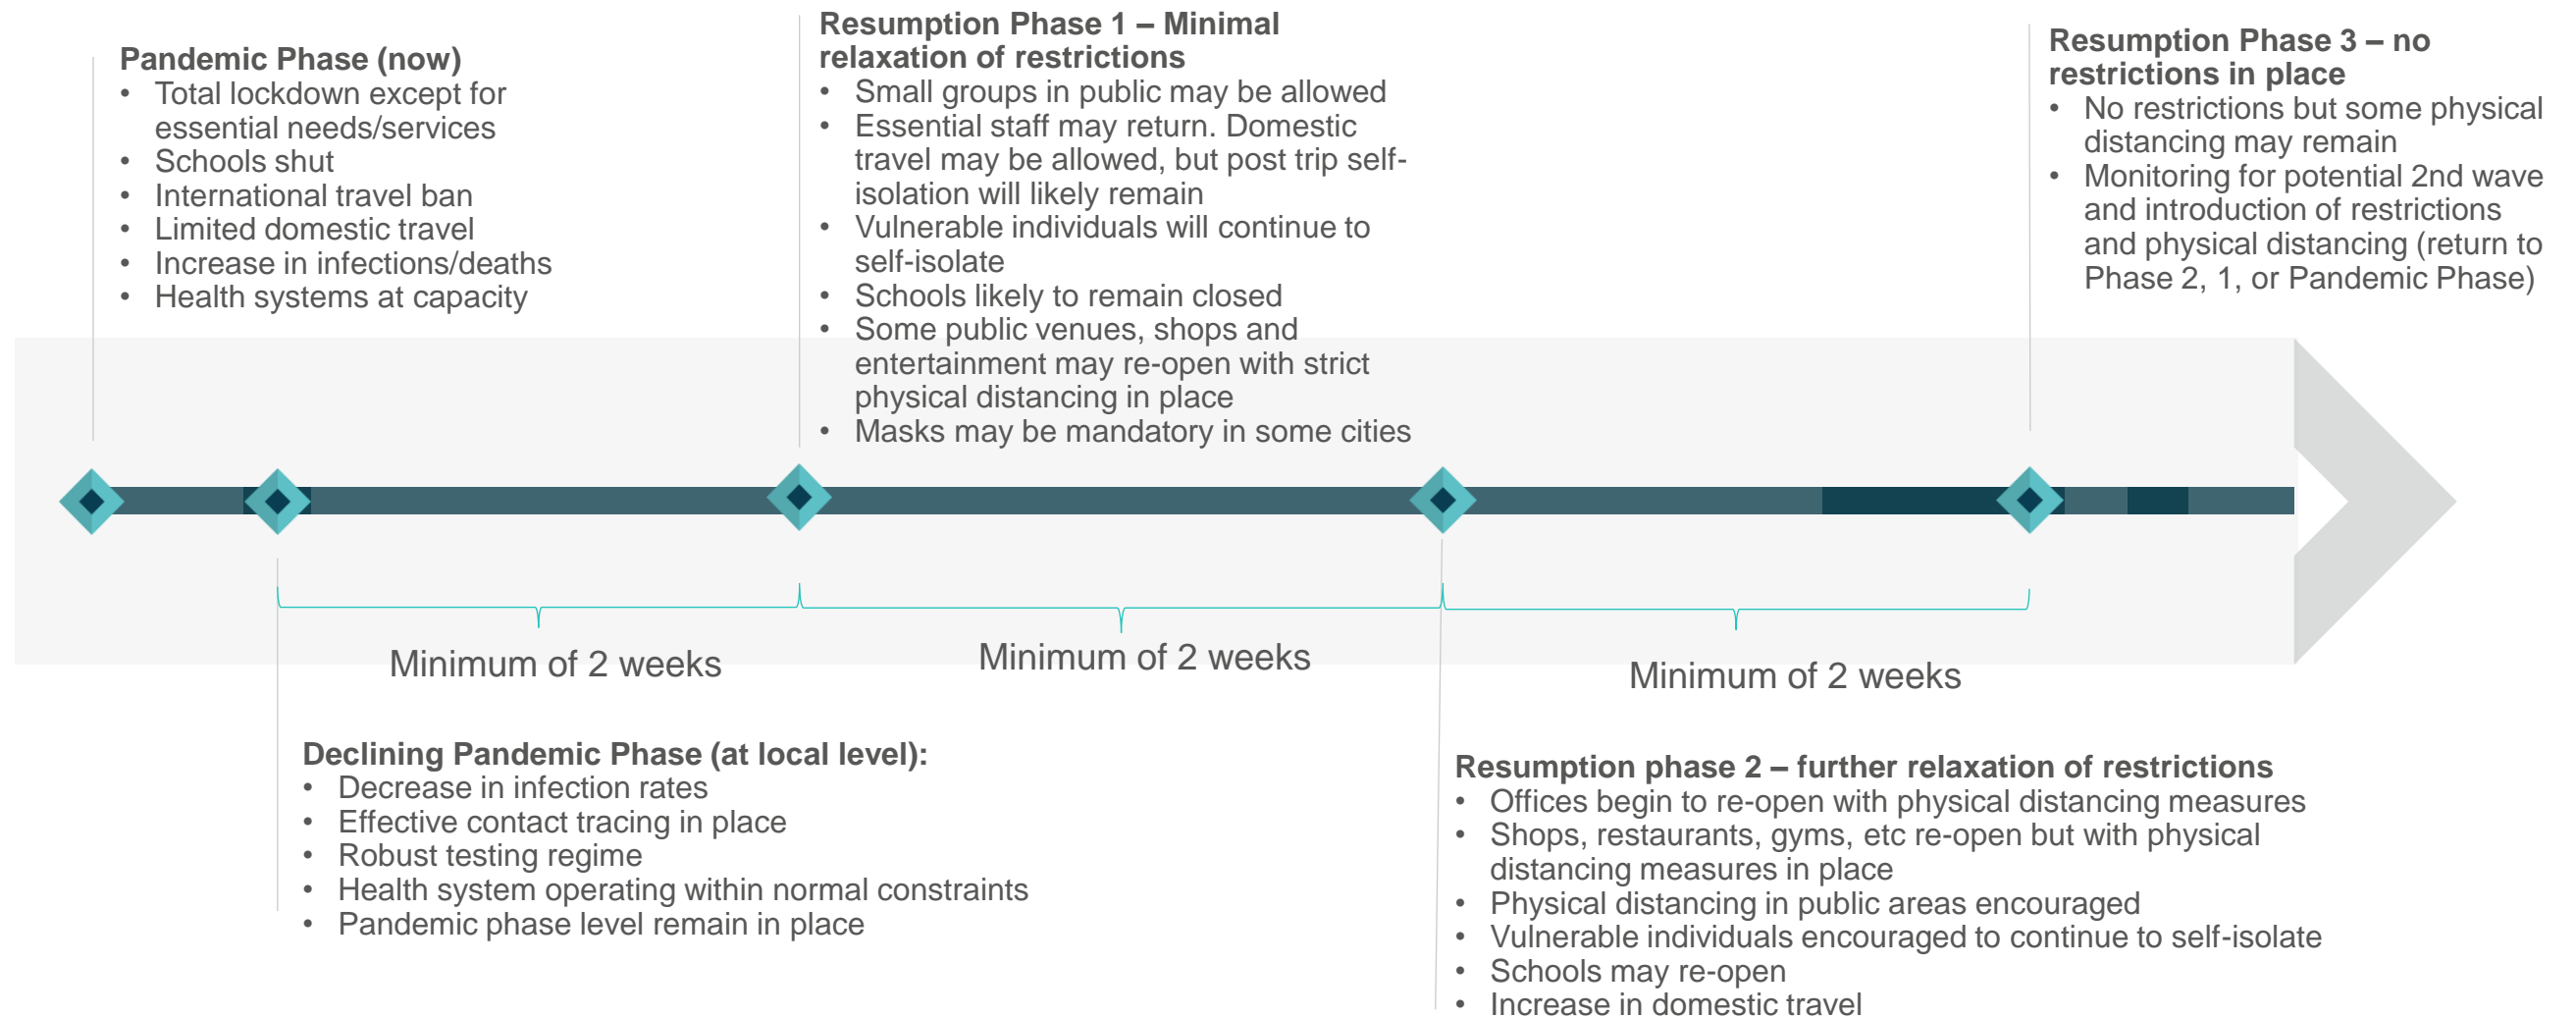 Pandemic Phase (now)
• Total lockdown except for
essential needs/services
• Schools shut
• International travel ban
• Limited domestic travel
• Increase in infections/deaths
• Health systems at capacity
Resumption Phase 1 – Minimal
relaxation of restrictions
• Small groups in public may be allowed
• Essential staff may return. Domestic
travel may be allowed, but post trip self-
isolation will likely remain
• Vulnerable individuals will continue to
self-isolate
• Schools likely to remain closed
• Some public venues, shops and
entertainment may re-open with strict
physical distancing in place
• Masks may be mandatory in some cities
Resumption Phase 3 – no
restrictions in place
• No restrictions but some physical
distancing may remain
• Monitoring for potential 2nd wave
and introduction of restrictions
and physical distancing (return to
Phase 2, 1, or Pandemic Phase)
Minimum of 2 weeks
Minimum of 2 weeks
Minimum of 2 weeks
Declining Pandemic Phase (at local level):
• Decrease in infection rates
• Effective contact tracing in place
• Robust testing regime
• Health system operating within normal constraints
• Pandemic phase level remain in place
Resumption phase 2 – further relaxation of restrictions
• Offices begin to re-open with physical distancing measures
• Shops, restaurants, gyms, etc re-open but with physical
distancing measures in place
• Physical distancing in public areas encouraged
• Vulnerable individuals encouraged to continue to self-isolate
• Schools may re-open
• Increase in domestic travel